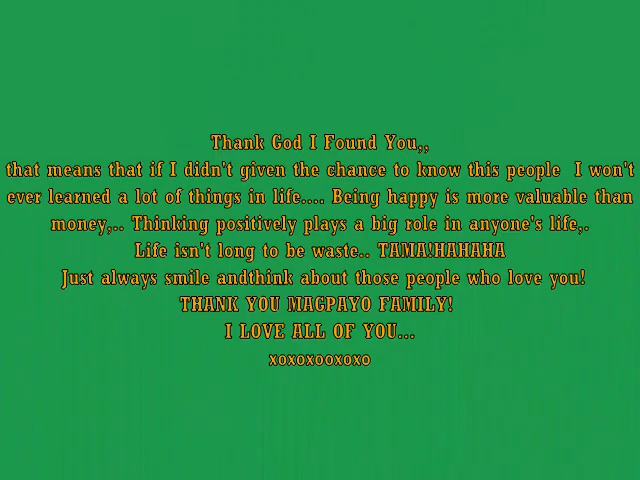 Thank God I Found You,,
that means that if I didn't given the chance to know this people I won't
ever learned a lot of things in life.... Being happy is more valuable than
money,.. Thinking positively plays a big role in anyone's life,.
Life isn't long to be waste.. TAMA!HAHAHA
Just always smile andthink about those people who love you!
THANK YOU MAGPAYO FAMILY!
I LOVE ALL OF YOU...
xoxoxooxoxo